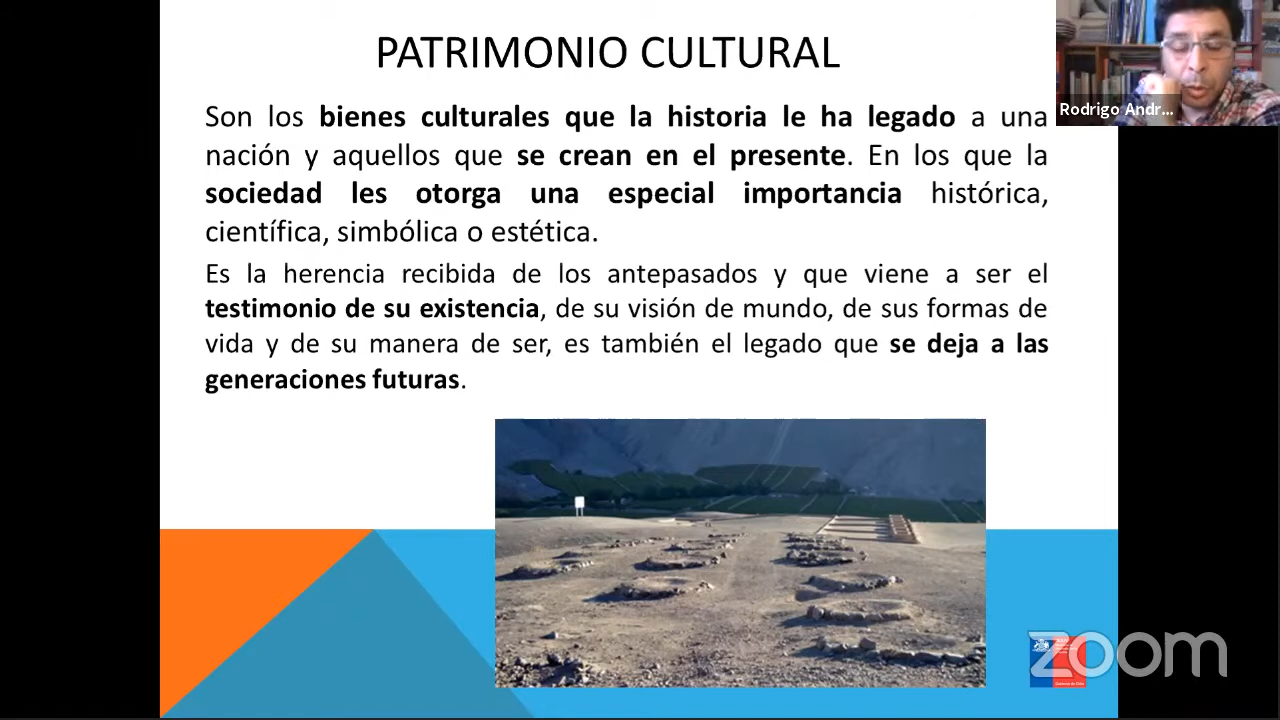 PATRIMONIO CULTURAL
Son los bienes culturales que la historia le ha legado a una
nación y aquellos que se crean en el presente. En los que la
sociedad les otorga una especial importancia histórica,
científica, simbólica o estética.
Es la herencia recibida de los antepasados y que viene a ser el
testimonio de su existencia, de su visión de mundo, de sus formas de
vida y de su manera de ser, es también el legado que se deja a las
generaciones futuras.
Rodrigo Andr...
zoom